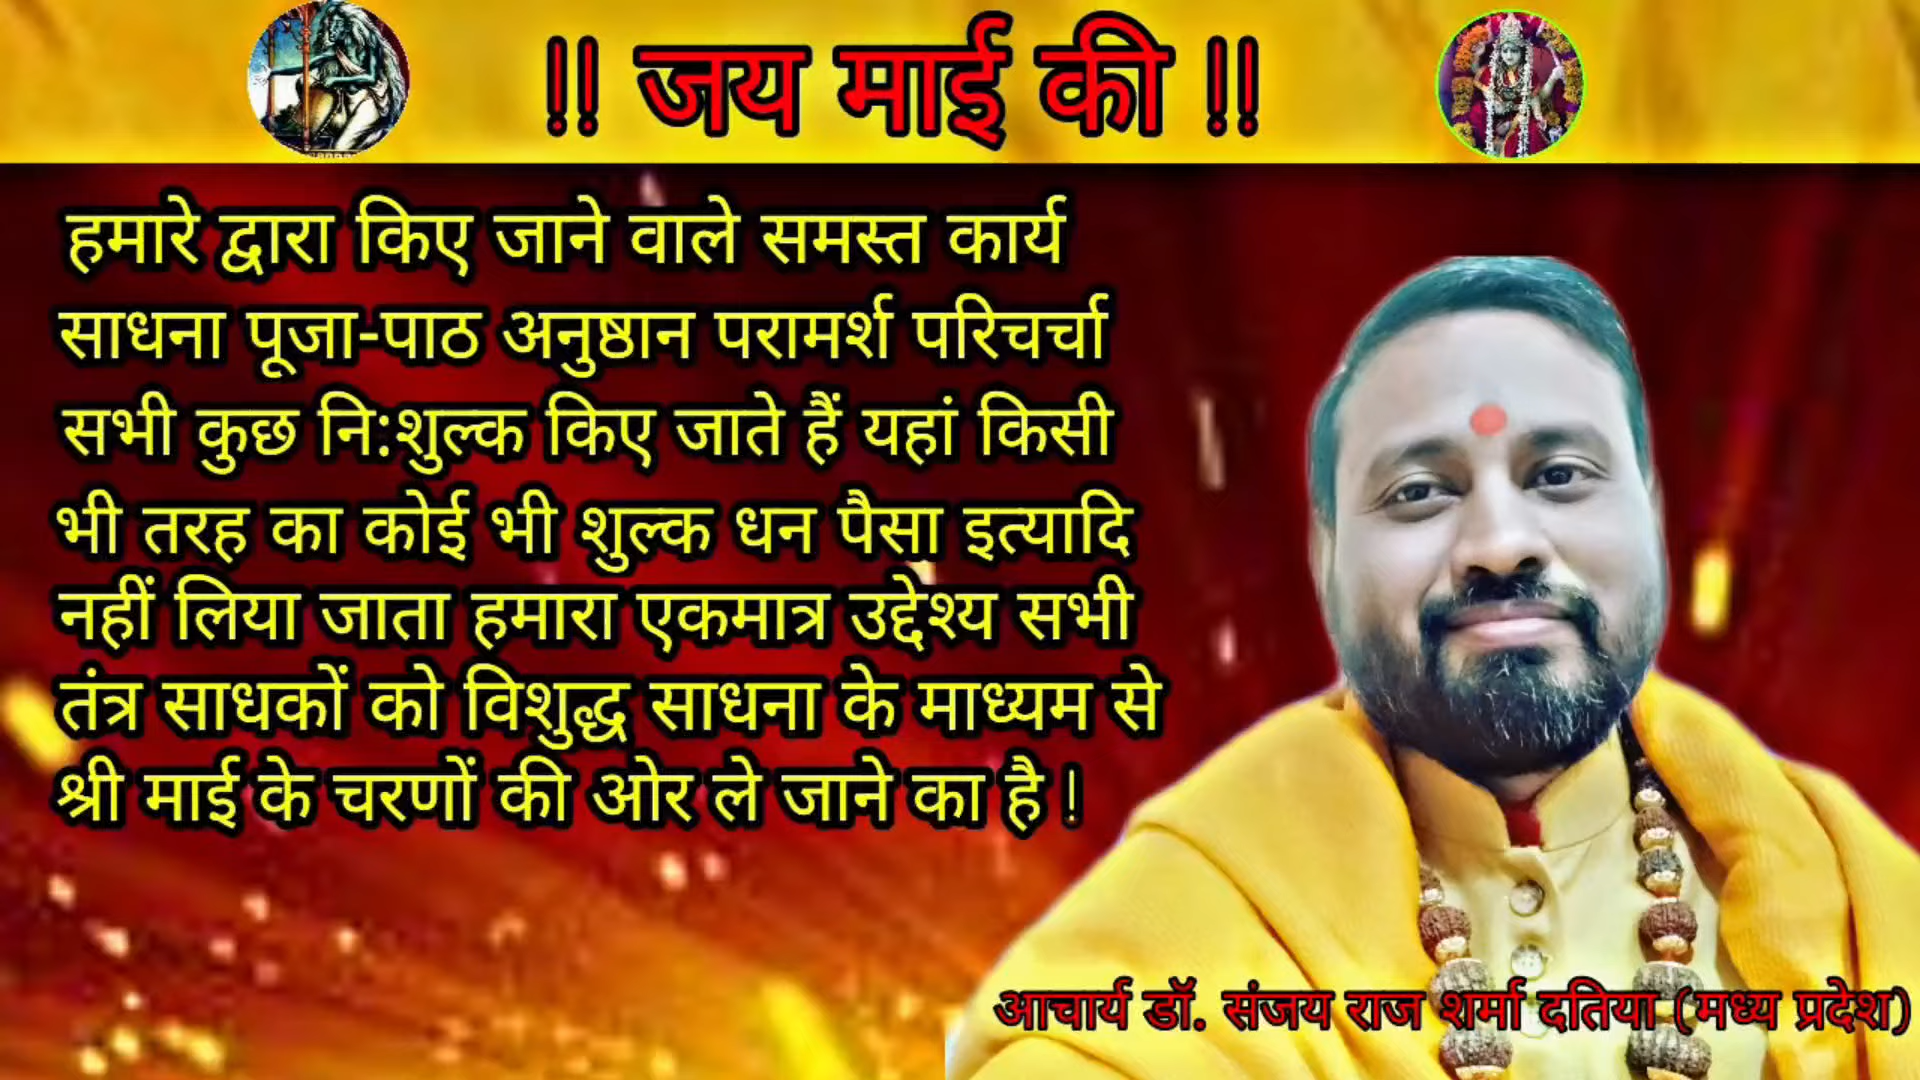 !! जय माई की !!
हमारे द्वारा किए जाने वाले समस्त कार्य
साधना पूजा-पाठ अनुष्ठान परामर्श परिचर्चा
सभी कुछ नि:शुल्क किए जाते हैं यहां किसी
भी तरह का कोई भी शुल्क धन पैसा इत्यादि
नहीं लिया जाता हमारा एकमात्र उद्देश्य सभी
तंत्र साधकों को विशुद्ध साधना के माध्यम से
श्री माई के चरणों की ओर ले जाने का है !
आचार्य डॉ. संजय राज शर्मा दतिया (मध्य प्रदेश)